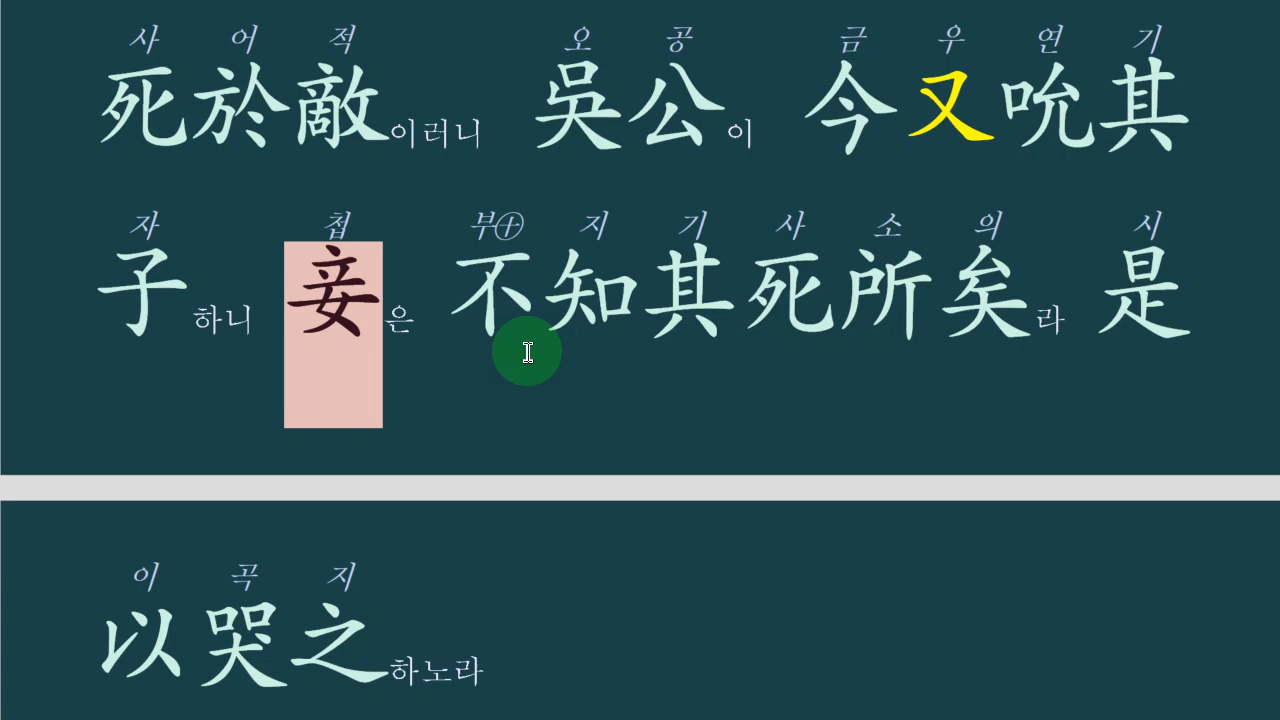 사 어 적 오 공 금 우 연 기
死於敵이러니 吳公이 今又吮其
자 첩 부㊉ 지 기 사 소 의 시
子하니 妾은 不知其死所矣라 是
이 곡 지
以哭之하노라